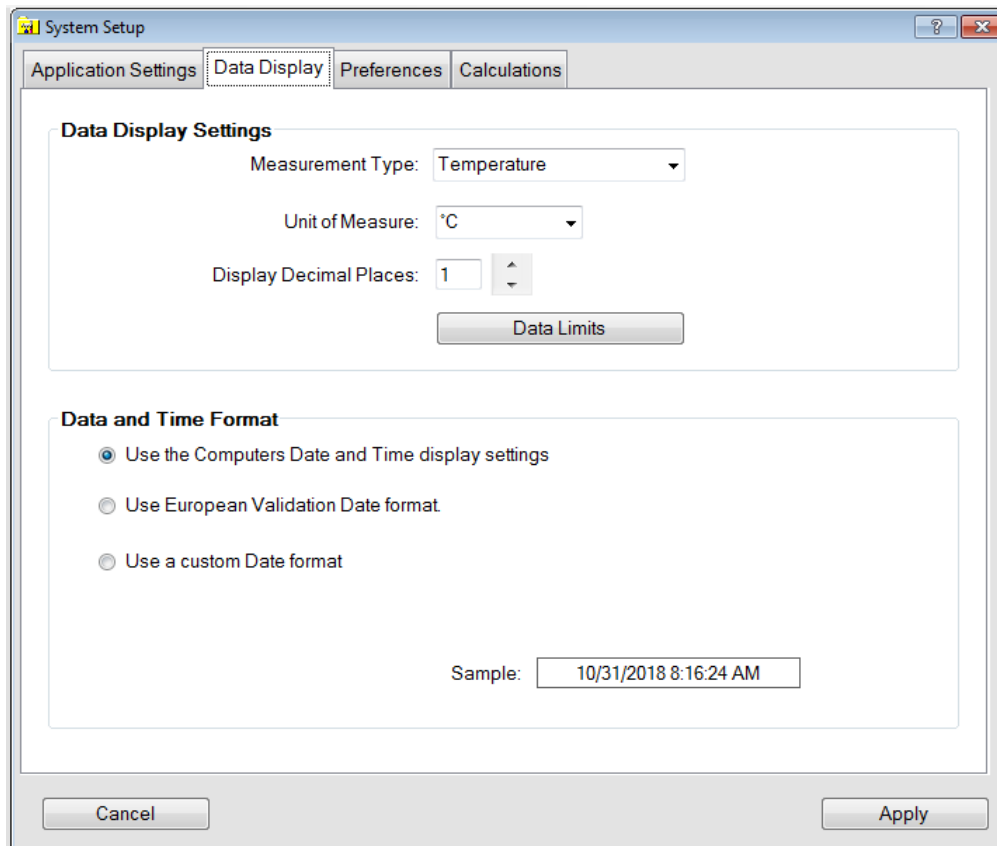 System Setup
Application Settings Data Display Preferences Calculations
Data Display Settings
Measurement Type: Temperature
Unit of Measure: °C
Display Decimal Places: 1
Data Limits
Data and Time Format
Use the Computers Date and Time display settings
Use European Validation Date format.
Use a custom Date format
Sample: 10/31/2018 8:16:24 AM
Cancel Apply